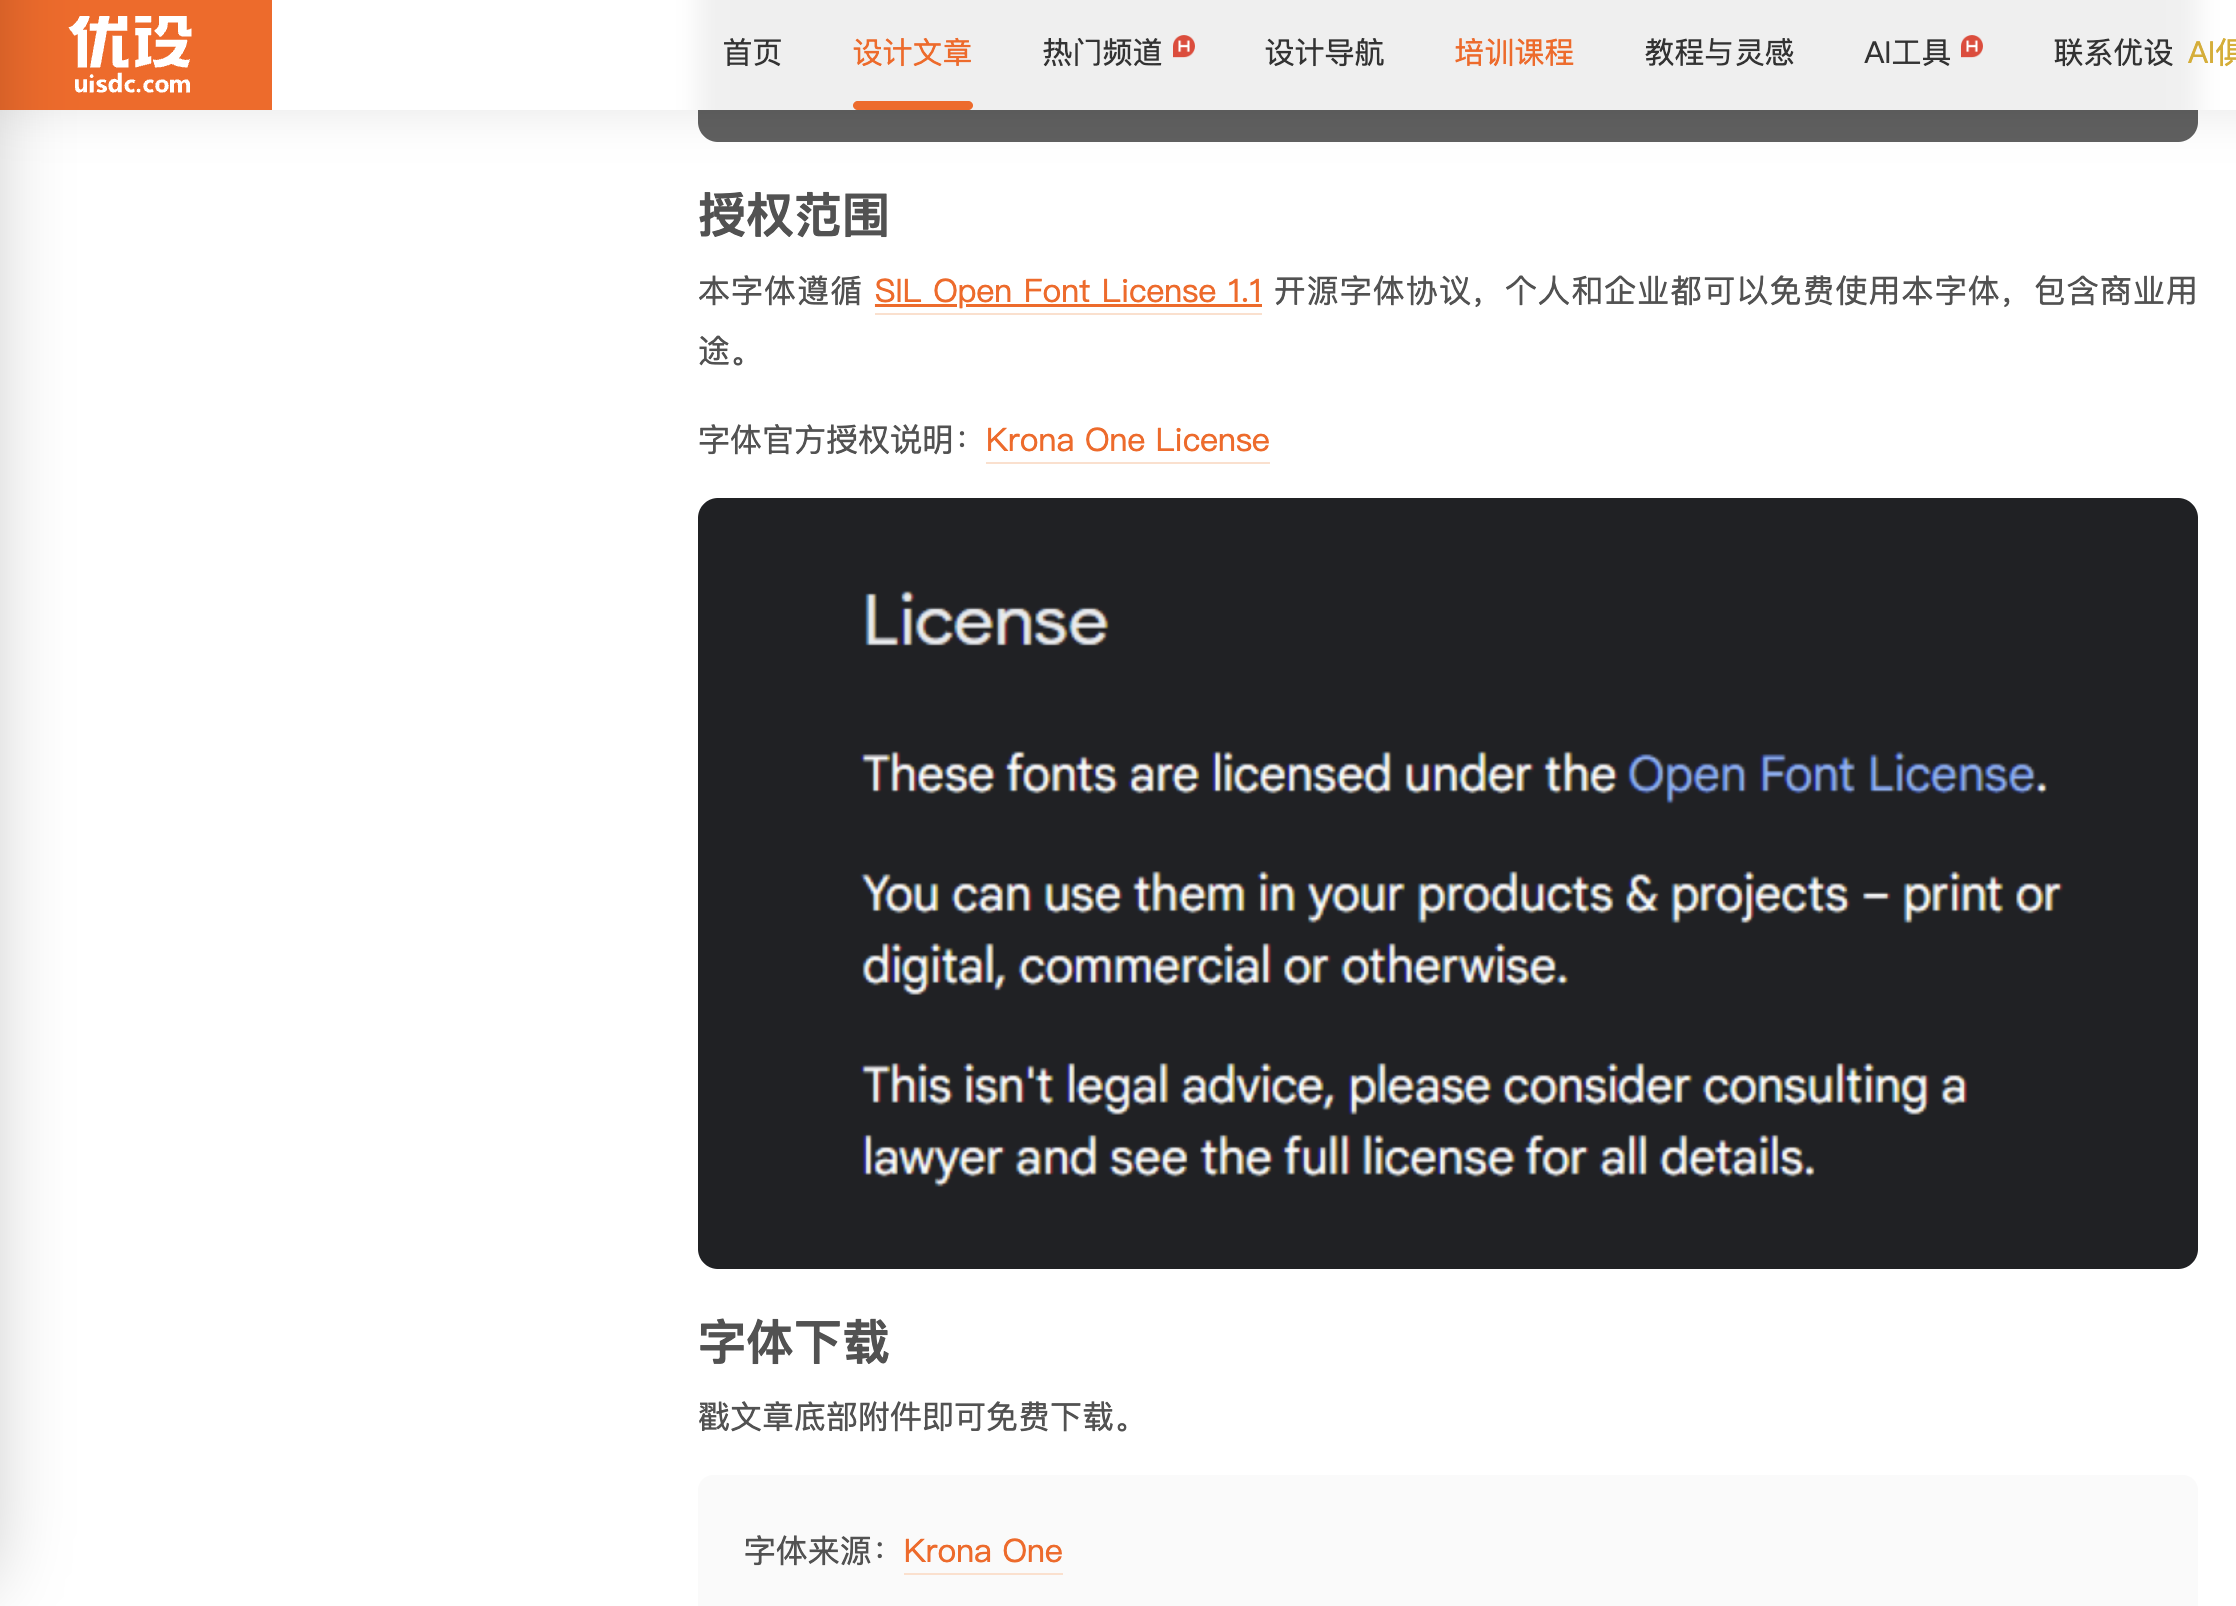 优设
uisdc.com
首页 设计文章 热门频道 H 设计导航 培训课程 教程与灵感 AI工具 H 联系优设 AI
授权范围
本字体遵循 SIL Open Font License 1.1 开源字体协议，个人和企业都可以免费使用本字体，包含商业用
途。
字体官方授权说明：Krona One License
License
These fonts are licensed under the Open Font License.
You can use them in your products & projects – print or
digital, commercial or otherwise.
This isn't legal advice, please consider consulting a
lawyer and see the full license for all details.
字体下载
戳文章底部附件即可免费下载。
字体来源：Krona One